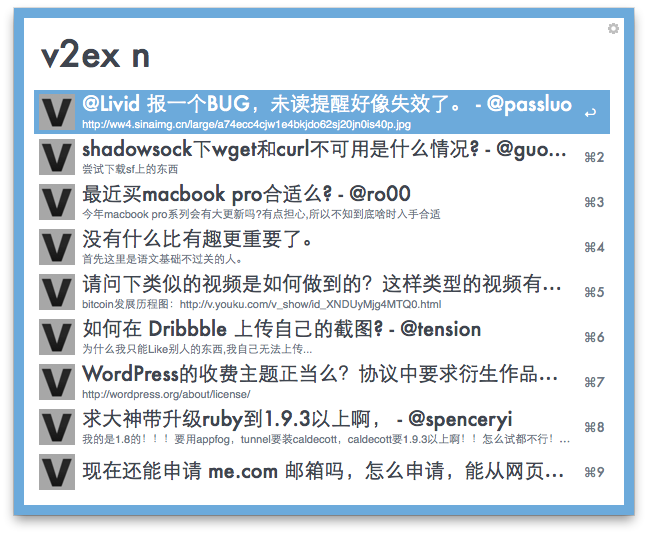 v2ex n
@Livid 报一个BUG，未读提醒好像失效了。 - @passluo
http://ww4.sinaimg.cn/large/a74ecc4cjw1e4bkjdo62sj20jn0is40p.jpg
shadowsock下wget和curl不可用是什么情况? - @guo... ⌘2
尝试下载sf上的东西
最近买macbook pro合适么? - @ro00 ⌘3
今年macbook pro系列会有大更新吗?有点担心,所以不知到底啥时入手合适
没有什么比有趣更重要了。 ⌘4
首先这里是语文基础不过关的人。
请问下类似的视频是如何做到的？这样类型的视频有... ⌘5
bitcoin发展历程图：http://v.youku.com/v_show/id_XNDUyMjg4MTQ0.html
如何在 Dribbble 上传自己的截图? - @tension ⌘6
为什么我只能Like别人的东西,我自己无法上传...
WordPress的收费主题正当么？协议中要求衍生作品... ⌘7
http://wordpress.org/about/license/
求大神带升级ruby到1.9.3以上啊， - @spenceryi ⌘8
我的是1.8的！！！要用appfog，tunnel要装caldecott，caldecott要1.9.3以上啊！！怎么试都不行！...
现在还能申请 me.com 邮箱吗，怎么申请，能从网页... ⌘9
V
V
V
V
V
V
V
V
V